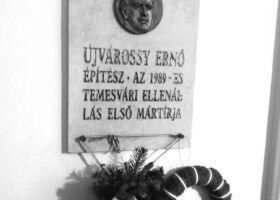 ÚJVÁROSSY ERNŐ
ÉPÍTÉSZ · AZ 1989-ES
TEMESVÁRI ELLENÁL
LÁS ELSŐ MÁRTÍRJA